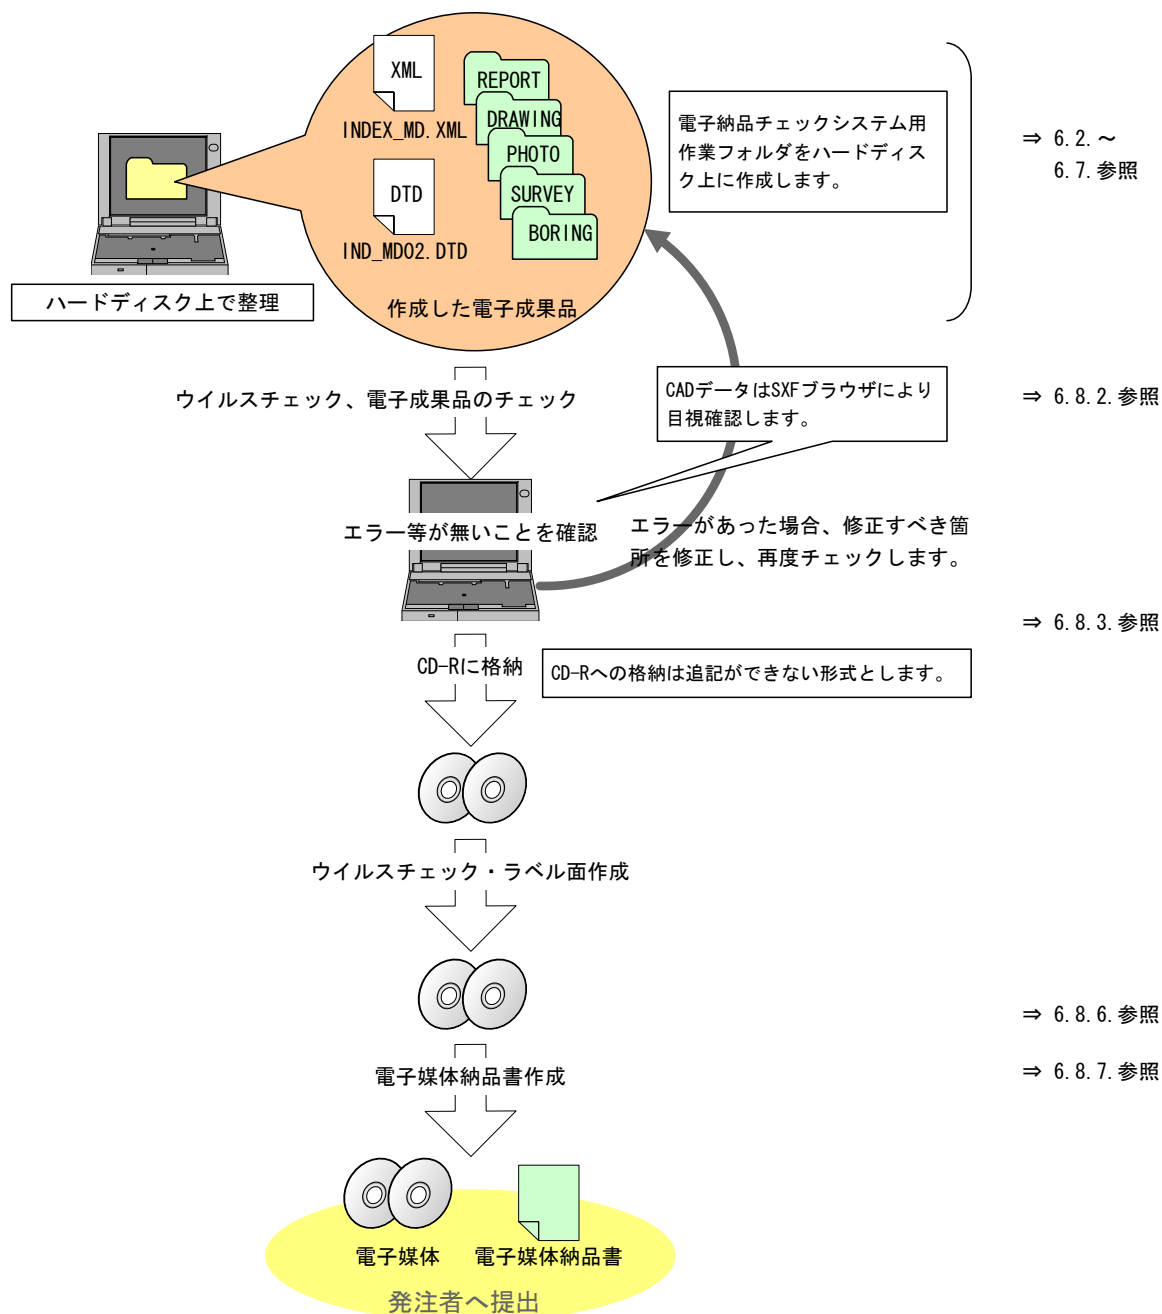 XML
INDEX_MD.XML
DTD
IND_MD02.DTD
REPORT
DRAWING
PHOTO
SURVEY
BORING
作成した電子成果品
ハードディスク上で整理
電子納品チェックシステム用
作業フォルダをハードディス
ク上に作成します。
⇒ 6.2.～
6.7.参照
ウイルスチェック、電子成果品のチェック
CADデータはSXFブラウザにより
目視確認します。
⇒ 6.8.2.参照
エラー等が無いことを確認
エラーがあった場合、修正すべき箇
所を修正し、再度チェックします。
⇒ 6.8.3.参照
CD-Rに格納
CD-Rへの格納は追記ができない形式とします。
ウイルスチェック・ラベル面作成
⇒ 6.8.6.参照
電子媒体納品書作成
⇒ 6.8.7.参照
電子媒体
電子媒体納品書
発注者へ提出